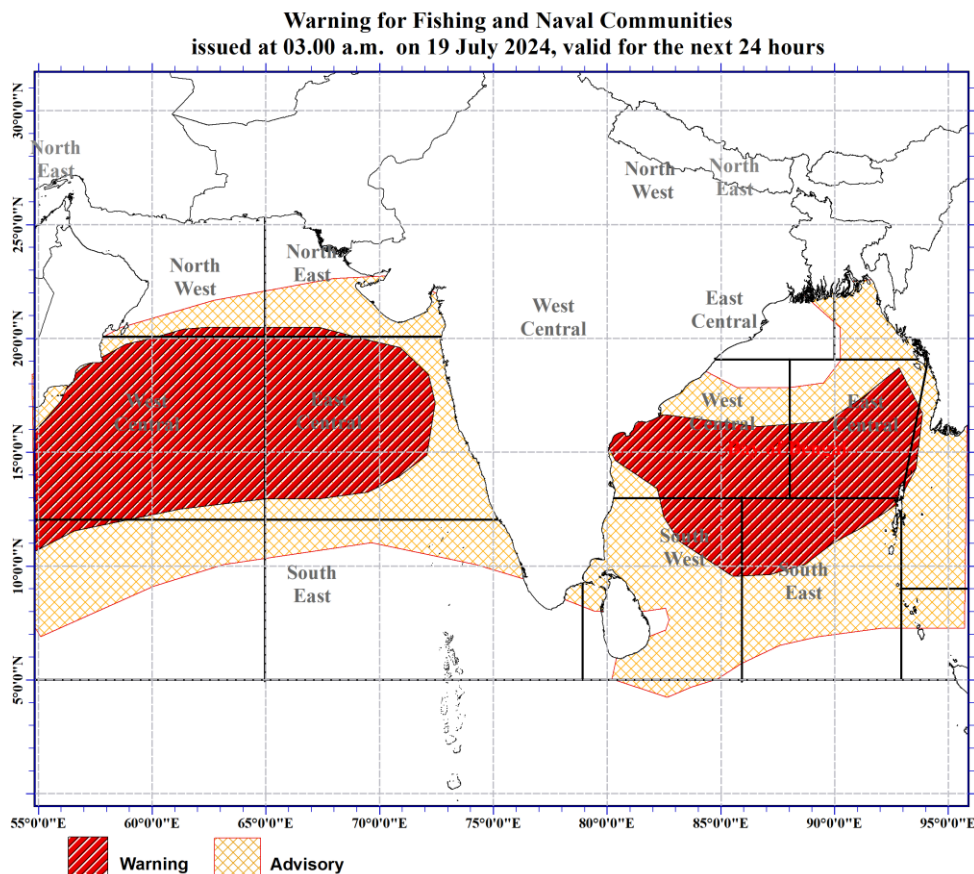 Warning for Fishing and Naval Communities
issued at 03.00 a.m. on 19 July 2024, valid for the next 24 hours
30°0'0"N
25°0'0"N
20°0'0"N
15°0'0"N
10°0'0"N
5°0'0"N
North
East
North
West
North
East
North
West
North
East
West
Central
East
Central
West
Central
East
Central
West
Central
East
Central
South
West
South
East
South
East
55°0'0"E
60°0'0"E
65°0'0"E
70°0'0"E
75°0'0"E
80°0'0"E
85°0'0"E
90°0'0"E
95°0'0"E
Warning
Advisory